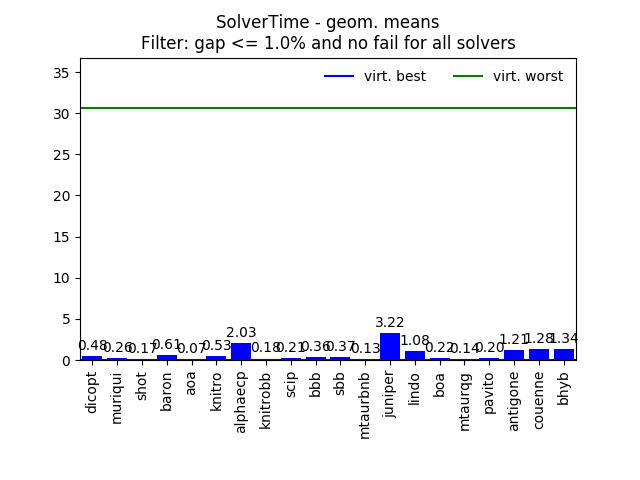 SolverTime - geom. means
Filter: gap <= 1.0% and no fail for all solvers
virt. best virt. worst
35
30
25
20
15
10
5
0
0.48 0.26 0.17 0.61 0.07 0.53 2.03 0.18 0.21 0.36 0.37 0.13 3.22 1.08 0.22 0.14 0.20 1.21 1.28 1.34
dicopt
muriqui
shot
baron
aoa
knitro
alphaecp
knitrobb
scip
bbb
sbb
mtaurbnb
juniper
lindo
boa
mtaurqg
pavito
antigone
couenne
bhyb